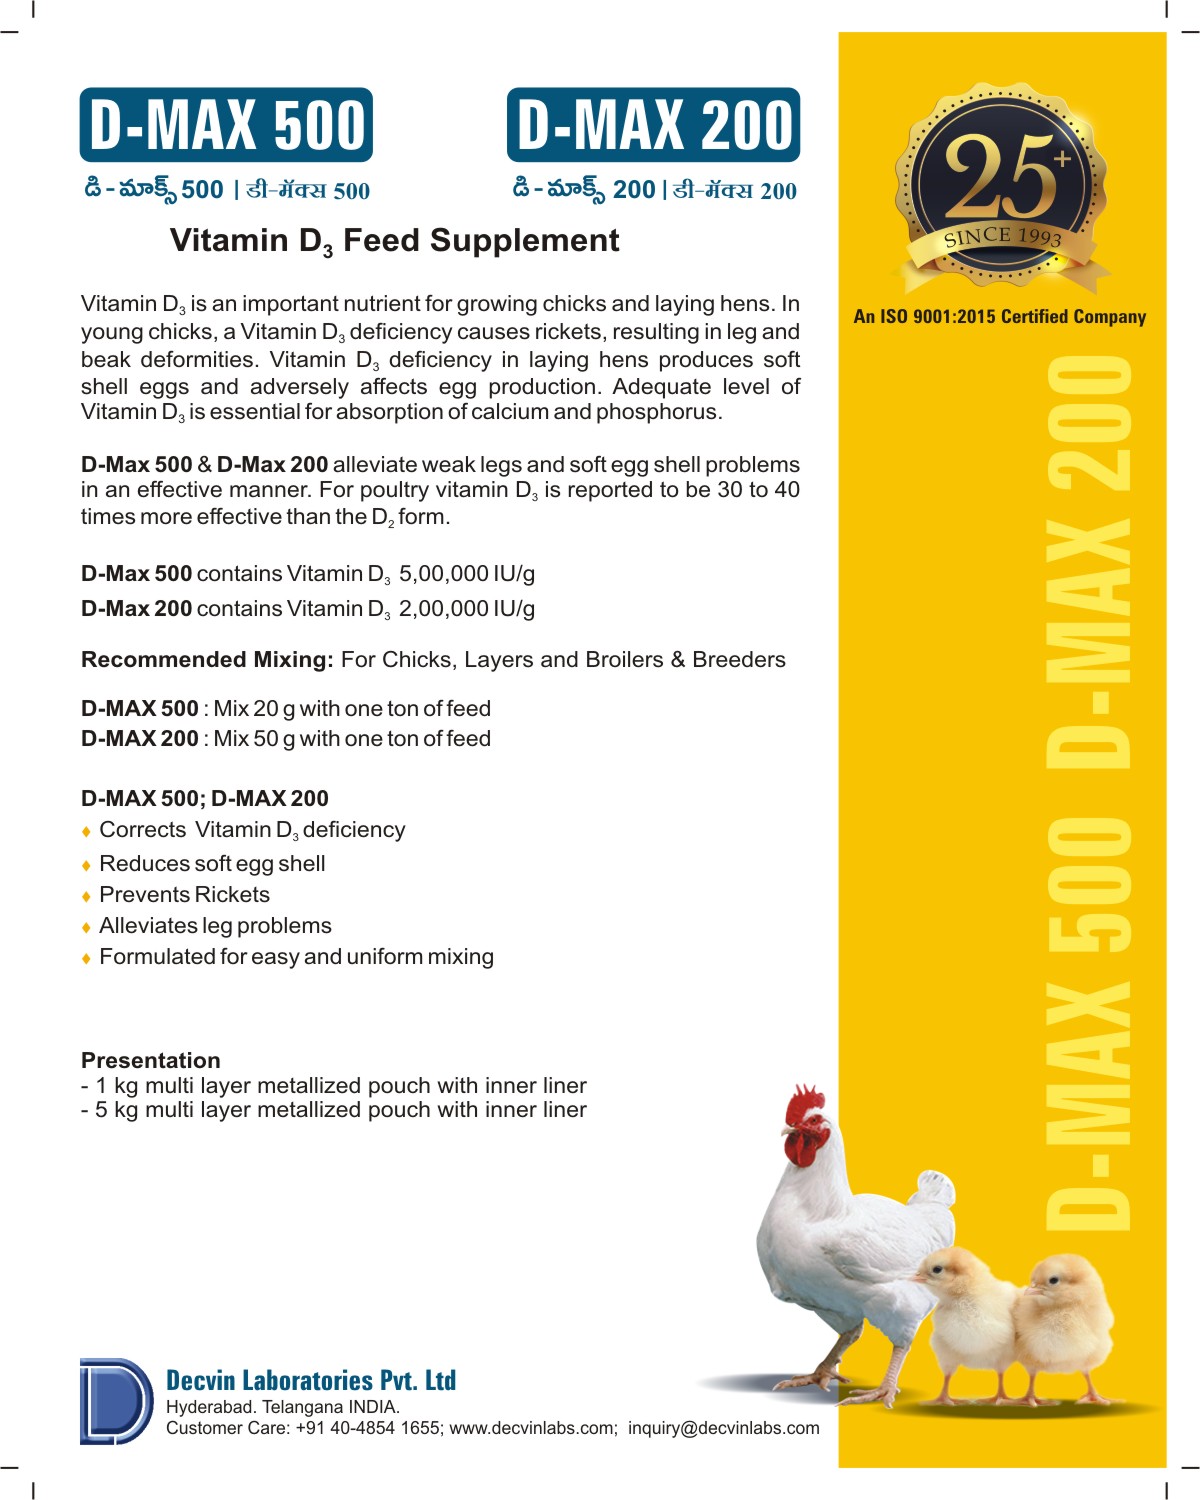 D-MAX 500
D-MAX 200
డి - మాక్స్ 500 | डी-मॅक्स 500
డి - మాక్స్ 200 | डी-मॅक्स 200
Vitamin D3 Feed Supplement
Vitamin D3 is an important nutrient for growing chicks and laying hens. In
young chicks, a Vitamin D3 deficiency causes rickets, resulting in leg and
beak deformities. Vitamin D3 deficiency in laying hens produces soft
shell eggs and adversely affects egg production. Adequate level of
Vitamin D3 is essential for absorption of calcium and phosphorus.
D-Max 500 & D-Max 200 alleviate weak legs and soft egg shell problems
in an effective manner. For poultry vitamin D3 is reported to be 30 to 40
times more effective than the D2 form.
D-Max 500 contains Vitamin D3 5,00,000 IU/g
D-Max 200 contains Vitamin D3 2,00,000 IU/g
Recommended Mixing: For Chicks, Layers and Broilers & Breeders
D-MAX 500 : Mix 20 g with one ton of feed
D-MAX 200 : Mix 50 g with one ton of feed
D-MAX 500; D-MAX 200
♦ Corrects Vitamin D3 deficiency
♦ Reduces soft egg shell
♦ Prevents Rickets
♦ Alleviates leg problems
♦ Formulated for easy and uniform mixing
Presentation
- 1 kg multi layer metallized pouch with inner liner
- 5 kg multi layer metallized pouch with inner liner
Decvin Laboratories Pvt. Ltd
Hyderabad. Telangana INDIA.
Customer Care: +91 40-4854 1655; www.decvinlabs.com; inquiry@decvinlabs.com
25+
SINCE 1993
An ISO 9001:2015 Certified Company
D-MAX 500 D-MAX 200